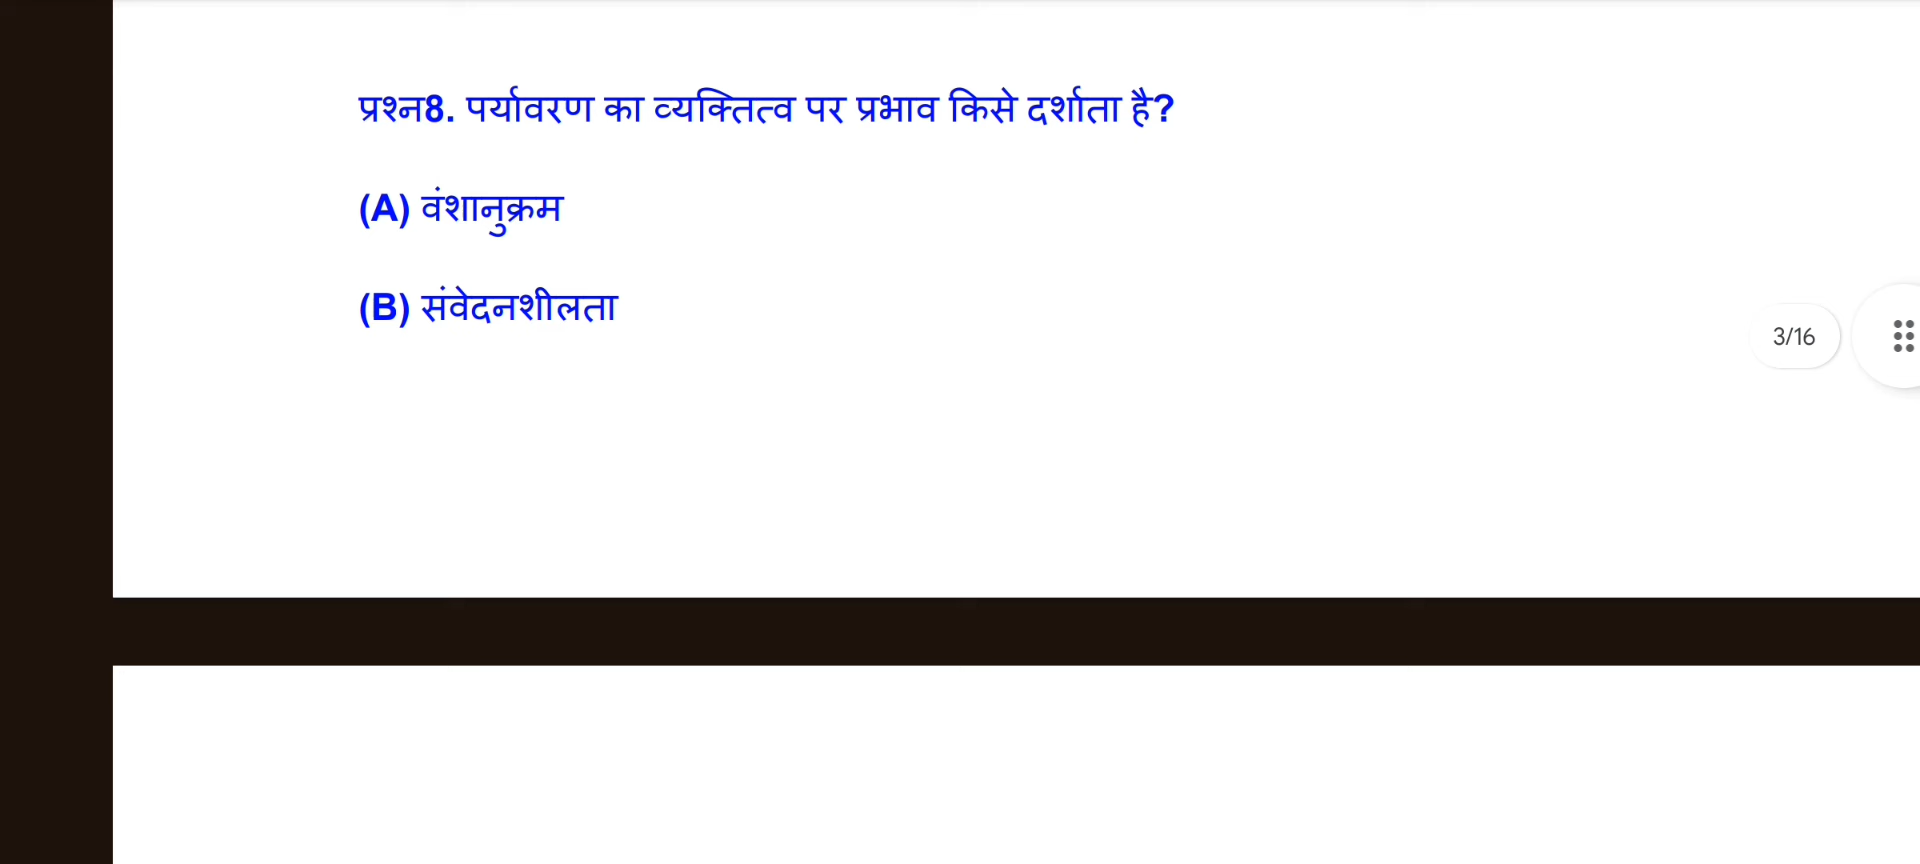 प्रश्न8. पर्यावरण का व्यक्तित्व पर प्रभाव किसे दर्शाता है?
(A) वंशानुक्रम
(B) संवेदनशीलता
3/16